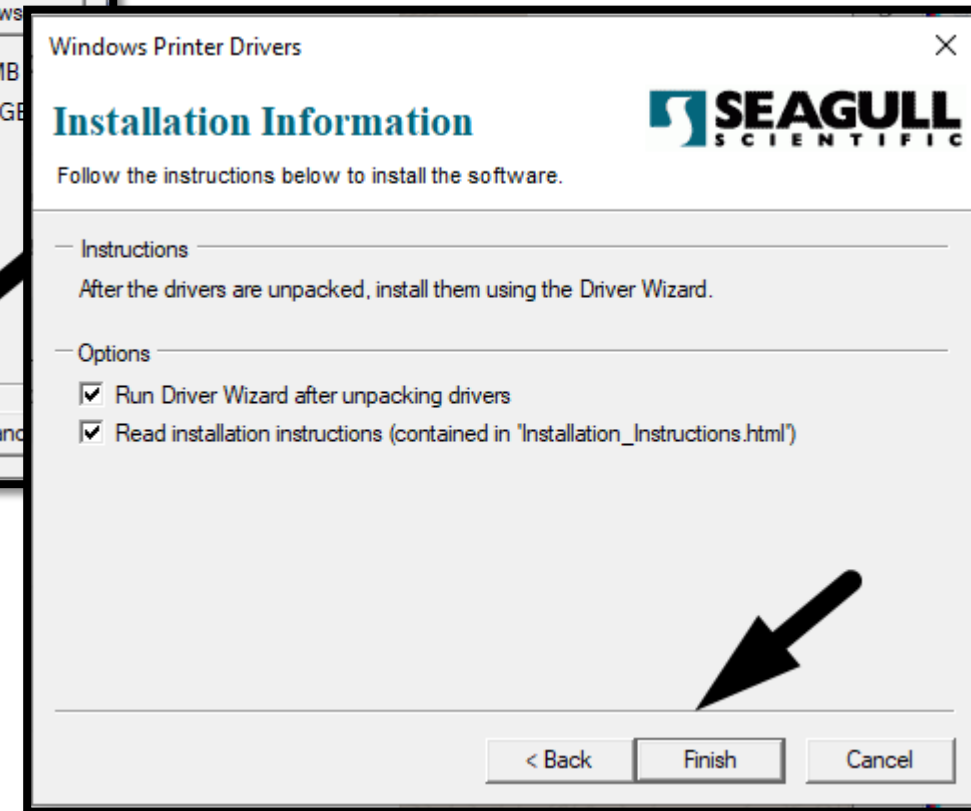 Windows Printer Drivers
Installation Information
SEAGULL
SCIENTIFIC
Follow the instructions below to install the software.
Instructions
After the drivers are unpacked, install them using the Driver Wizard.
Options
Run Driver Wizard after unpacking drivers
Read installation instructions (contained in 'Installation_Instructions.html')
< Back
Finish
Cancel